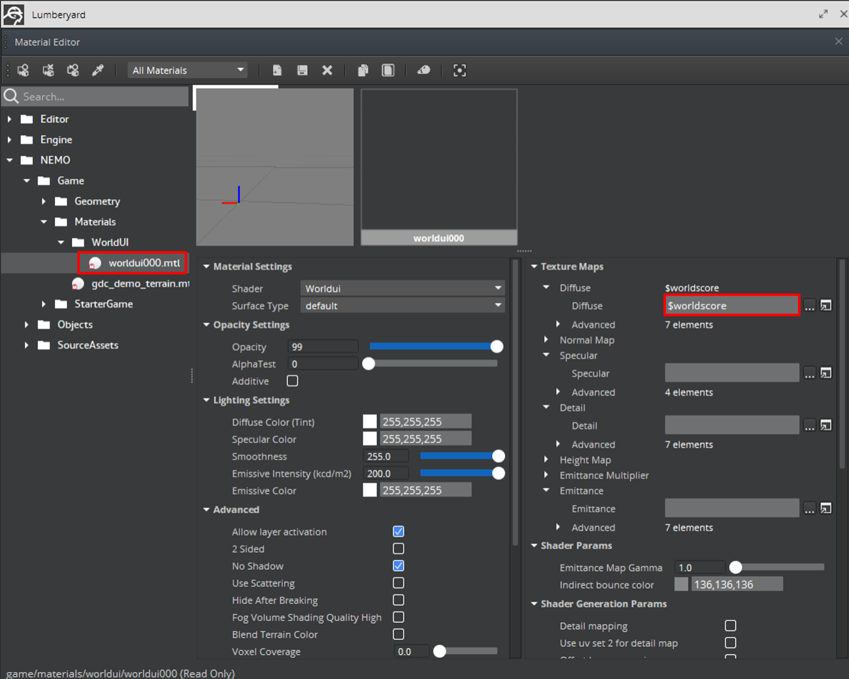 Lumberyard
Material Editor
All Materials
Search...
Editor
Engine
NEMO
Game
Geometry
Materials
WorldUI
worldui000.mtl
gdc_demo_terrain.mt
StarterGame
Objects
SourceAssets
worldui000
Material Settings
Shader Worldui
Surface Type default
Opacity Settings
Opacity 99
AlphaTest 0
Additive
Lighting Settings
Diffuse Color (Tint) 255,255,255
Specular Color 255,255,255
Smoothness 255.0
Emissive Intensity (kcd/m2) 200.0
Emissive Color 255,255,255
Advanced
Allow layer activation
2 Sided
No Shadow
Use Scattering
Hide After Breaking
Fog Volume Shading Quality High
Blend Terrain Color
Voxel Coverage 0.0
Texture Maps
Diffuse $worldscore
Diffuse $worldscore ...
Advanced 7 elements
Normal Map
Specular
Specular ...
Advanced 4 elements
Detail
Detail ...
Advanced 7 elements
Height Map
Emittance Multiplier
Emittance
Emittance ...
Advanced 7 elements
Shader Params
Emittance Map Gamma 1.0
Indirect bounce color 136,136,136
Shader Generation Params
Detail mapping
Use uv set 2 for detail map
game/materials/worldui/worldui000 (Read Only)